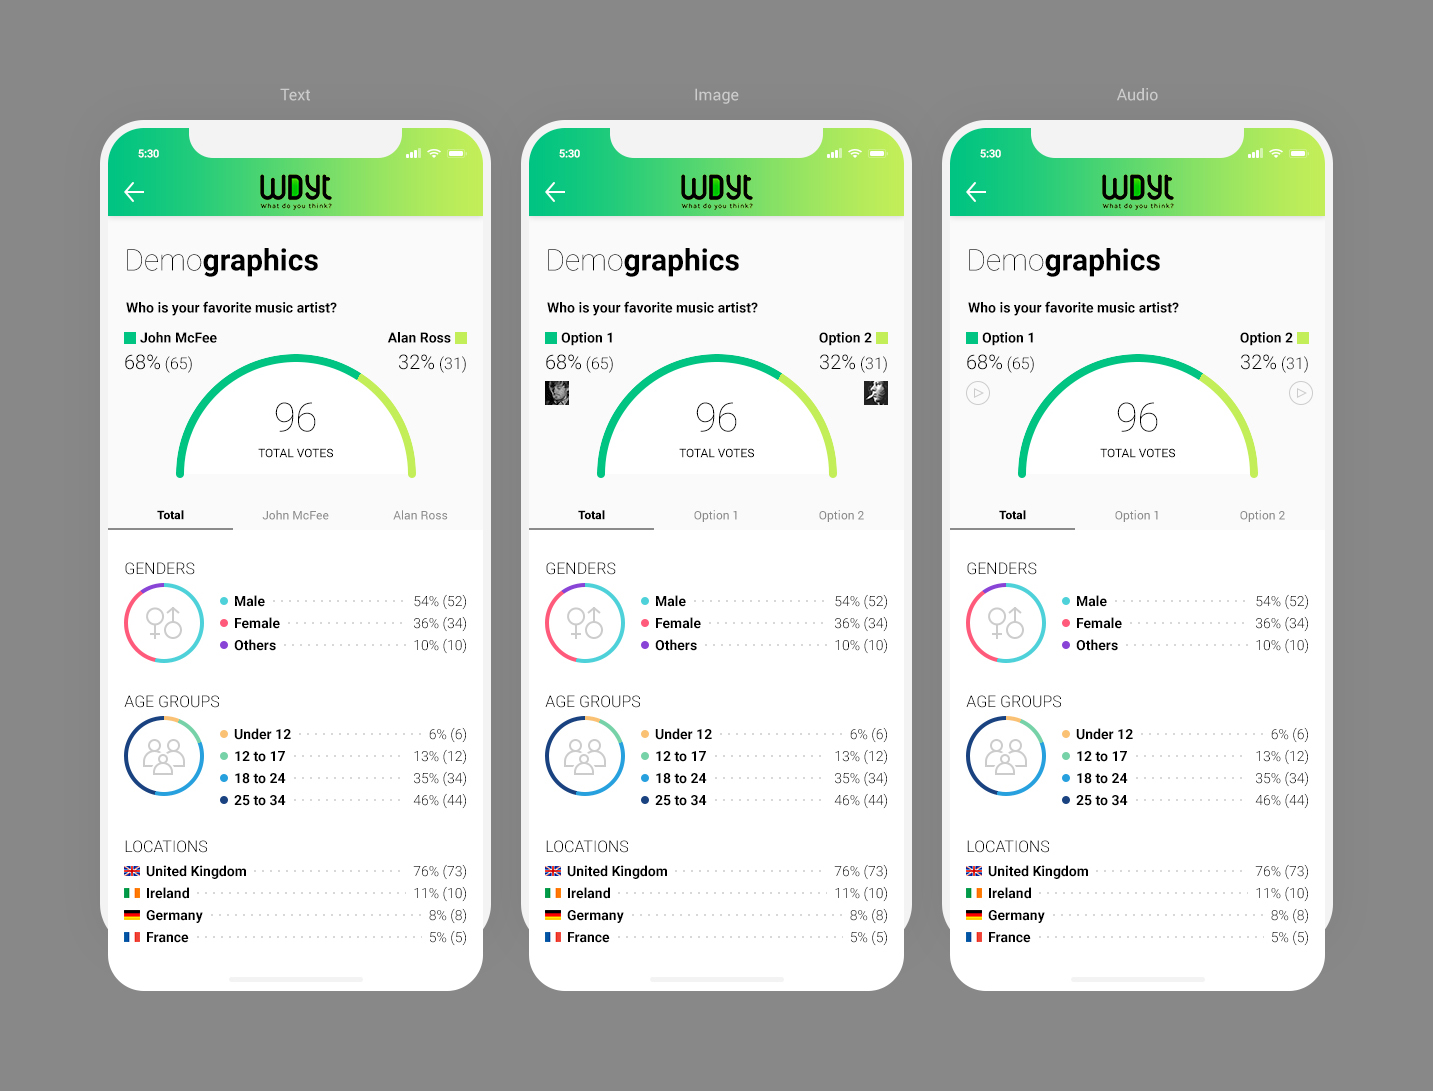 Text
5:30
WDYT
What do you think?
Demographics
Who is your favorite music artist?
John McFee Alan Ross
68% (65) 32% (31)
96
TOTAL VOTES
Total John McFee Alan Ross
GENDERS
Male 54% (52)
Female 36% (34)
Others 10% (10)
AGE GROUPS
Under 12 6% (6)
12 to 17 13% (12)
18 to 24 35% (34)
25 to 34 46% (44)
LOCATIONS
United Kingdom 76% (73)
Ireland 11% (10)
Germany 8% (8)
France 5% (5)
Image
5:30
WDYT
What do you think?
Demographics
Who is your favorite music artist?
Option 1 Option 2
68% (65) 32% (31)
96
TOTAL VOTES
Total Option 1 Option 2
GENDERS
Male 54% (52)
Female 36% (34)
Others 10% (10)
AGE GROUPS
Under 12 6% (6)
12 to 17 13% (12)
18 to 24 35% (34)
25 to 34 46% (44)
LOCATIONS
United Kingdom 76% (73)
Ireland 11% (10)
Germany 8% (8)
France 5% (5)
Audio
5:30
WDYT
What do you think?
Demographics
Who is your favorite music artist?
Option 1 Option 2
68% (65) 32% (31)
96
TOTAL VOTES
Total Option 1 Option 2
GENDERS
Male 54% (52)
Female 36% (34)
Others 10% (10)
AGE GROUPS
Under 12 6% (6)
12 to 17 13% (12)
18 to 24 35% (34)
25 to 34 46% (44)
LOCATIONS
United Kingdom 76% (73)
Ireland 11% (10)
Germany 8% (8)
France 5% (5)